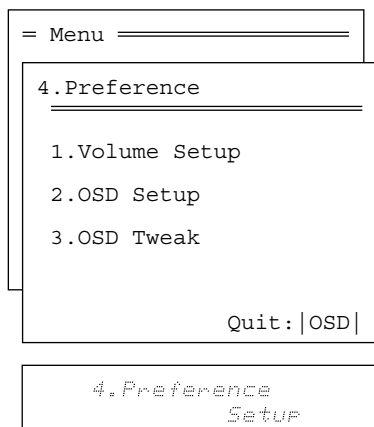 Menu
4.Preference
1.Volume Setup
2.OSD Setup
3.OSD Tweak
Quit:|OSD|
4.Preference
Setup